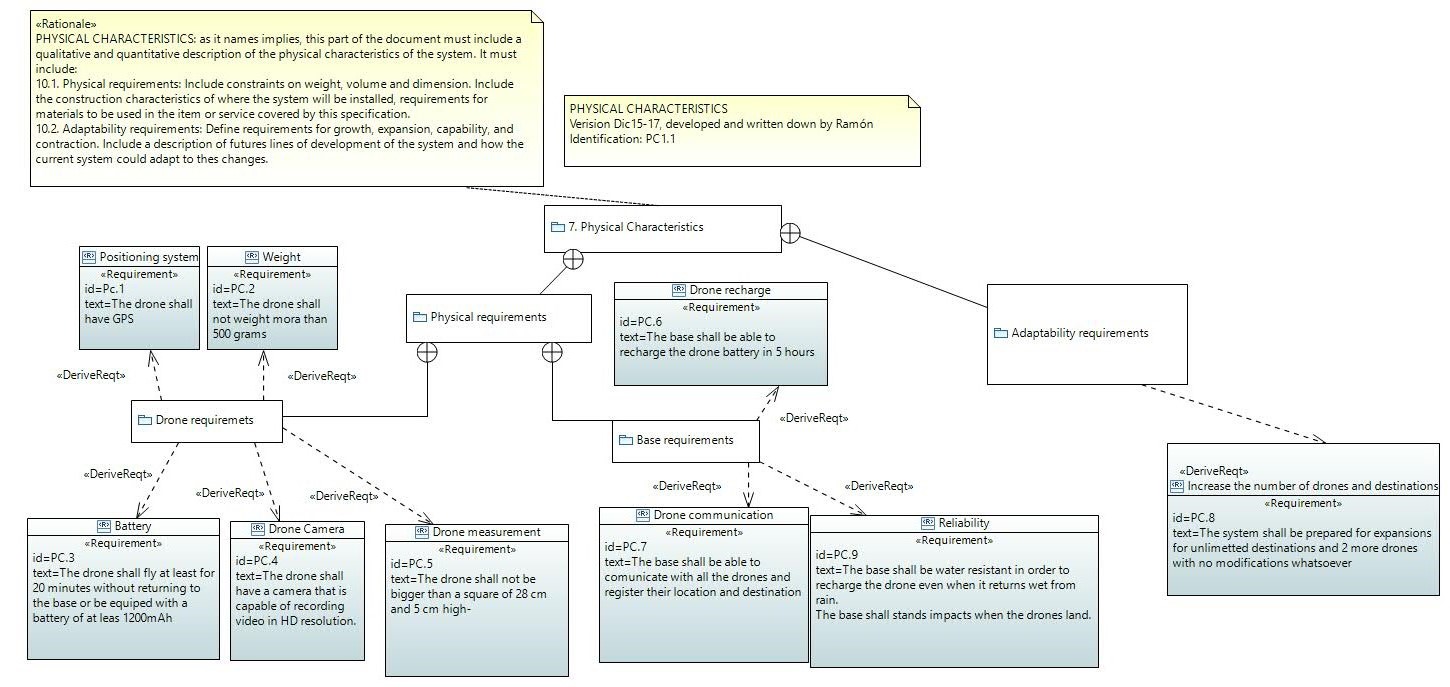 «Rationale»
PHYSICAL CHARACTERISTICS: as it names implies, this part of the document must include a
qualitative and quantitative description of the physical characteristics of the system. It must
include:
10.1. Physical requirements: Include constraints on weight, volume and dimension. Include
the construction characteristics of where the system will be installed, requirements for
materials to be used in the item or service covered by this specification.
10.2. Adaptability requirements: Define requirements for growth, expansion, capability, and
contraction. Include a description of futures lines of development of the system and how the
current system could adapt to thes changes.
PHYSICAL CHARACTERISTICS
Verision Dic15-17, developed and written down by Ramón
Identification: PC1.1
7. Physical Characteristics
Positioning system
«Requirement»
id=Pc.1
text=The drone shall
have GPS
Weight
«Requirement»
id=PC.2
text=The drone shall
not weight mora than
500 grams
Physical requirements
Drone recharge
«Requirement»
id=PC.6
text=The base shall be able to
recharge the drone battery in 5 hours
Adaptability requirements
«DeriveReqt»
«DeriveReqt»
Drone requiremets
«DeriveReqt»
Base requirements
«DeriveReqt»
«DeriveReqt»
«DeriveReqt»
«DeriveReqt»
«DeriveReqt»
Battery
«Requirement»
id=PC.3
text=The drone shall fly at least for
20 minutes without returning to
the base or be equiped with a
battery of at leas 1200mAh
Drone Camera
«Requirement»
id=PC.4
text=The drone shall
have a camera that is
capable of recording
video in HD resolution.
Drone measurement
«Requirement»
id=PC.5
text=The drone shall not be
bigger than a square of 28 cm
and 5 cm high-
Drone communication
«Requirement»
id=PC.7
text=The base shall be able to
comunicate with all the drones and
register their location and destination
Reliability
«Requirement»
id=PC.9
text=The base shall be water resistant in order to
recharge the drone even when it returns wet from
rain.
The base shall stands impacts when the drones land.
«DeriveReqt»
Increase the number of drones and destinations
«Requirement»
id=PC.8
text=The system shall be prepared for expansions
for unlimetted destinations and 2 more drones
with no modifications whatsoever